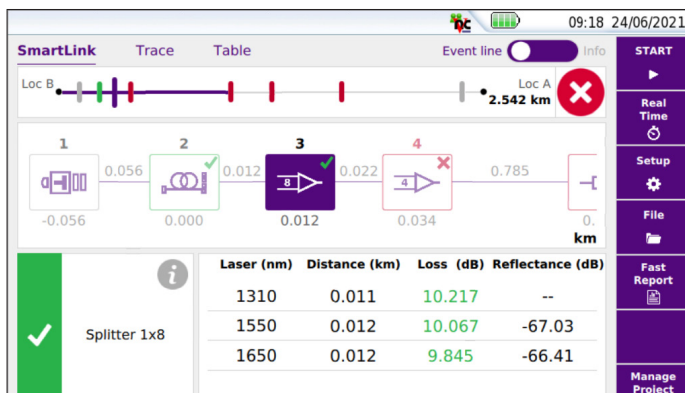 09:18 24/06/2021
SmartLink Trace Table Event line Info
START
Loc B Loc A
2.542 km
Real
Time
1 2 3 4
0.056 0.012 0.022 0.785
8 4
-0.056 0.000 0.012 0.034 0.
km
Setup
File
Laser (nm) Distance (km) Loss (dB) Reflectance (dB)
1310 0.011 10.217 --
1550 0.012 10.067 -67.03
1650 0.012 9.845 -66.41
i
Splitter 1x8
Fast
Report
Manage
Project